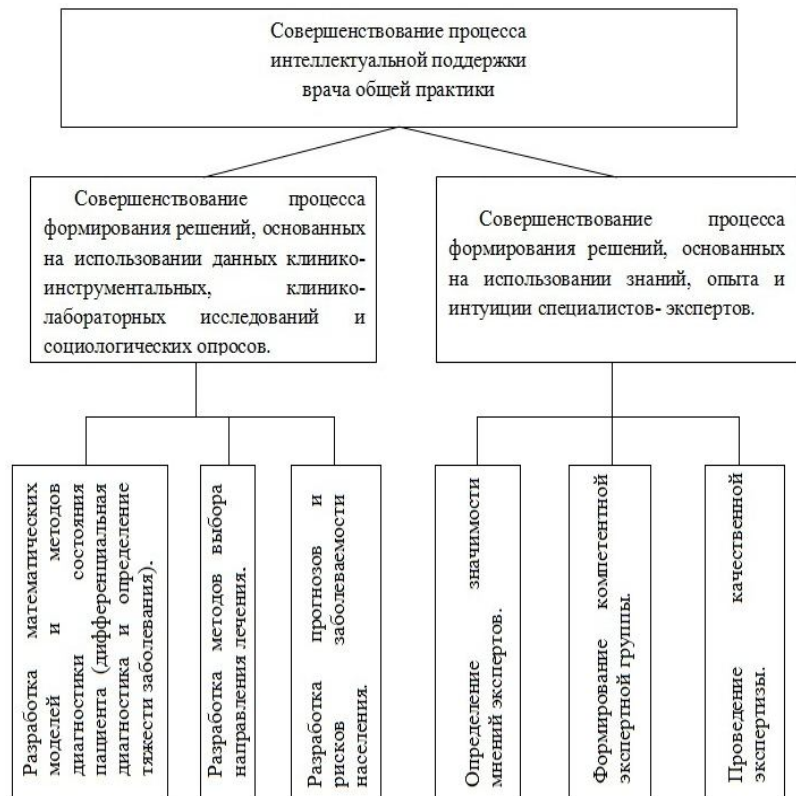 Совершенствование процесса
интеллектуальной поддержки
врача общей практики
Совершенствование процесса
формирования решений, основанных
на использовании данных клинико-
инструментальных, клинико-
лабораторных исследований и
социологических опросов.
Совершенствование процесса
формирования решений, основанных
на использовании знаний, опыта и
интуиции специалистов- экспертов.
Разработка математических
моделей и методов
диагностики состояния
пациента (дифференциальная
диагностика и определение
тяжести заболевания).
Разработка методов выбора
направления лечения.
Разработка прогнозов и
рисков заболеваемости
населения.
Определение значимости
мнений экспертов.
Формирование компетентной
экспертной группы.
Проведение качественной
экспертизы.